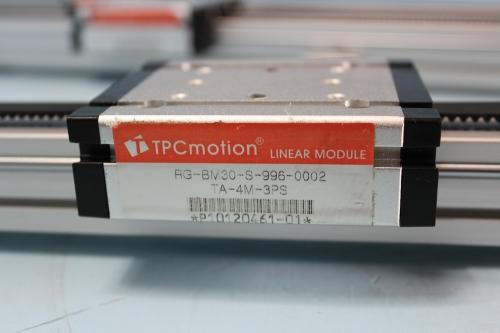 TPCmotion® LINEAR MODULE
RG-BM30-S-996-0002
TA-4M-3PS
*P10120461-01*